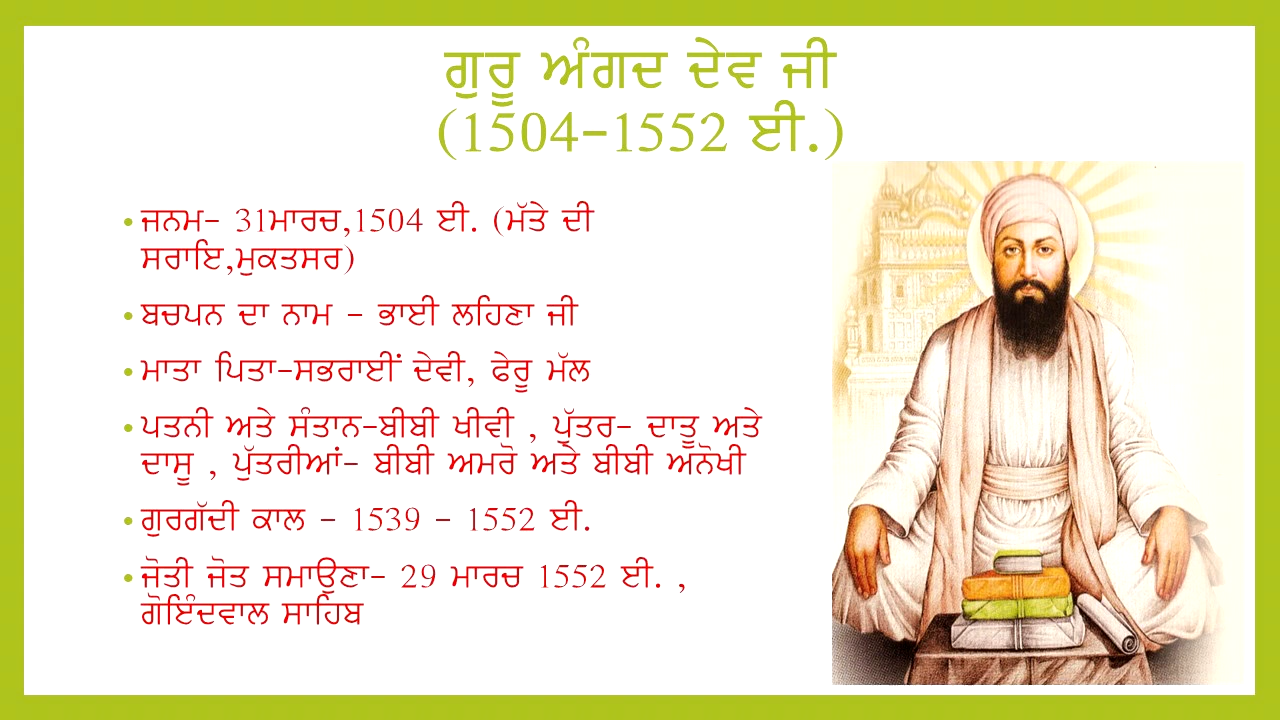 ਗੁਰੂ ਅੰਗਦ ਦੇਵ ਜੀ
(1504-1552 ਈ.)
• ਜਨਮ- 31ਮਾਰਚ,1504 ਈ. (ਮੱਤੇ ਦੀ
ਸਰਾਇ,ਮੁਕਤਸਰ)
• ਬਚਪਨ ਦਾ ਨਾਮ - ਭਾਈ ਲਹਿਣਾ ਜੀ
• ਮਾਤਾ ਪਿਤਾ-ਸਭਰਾਈਂ ਦੇਵੀ, ਫੇਰੂ ਮੱਲ
• ਪਤਨੀ ਅਤੇ ਸੰਤਾਨ-ਬੀਬੀ ਖੀਵੀ , ਪੁੱਤਰ- ਦਾਤੂ ਅਤੇ
ਦਾਸੂ , ਪੁੱਤਰੀਆਂ- ਬੀਬੀ ਅਮਰੋ ਅਤੇ ਬੀਬੀ ਅਨੋਖੀ
• ਗੁਰਗੱਦੀ ਕਾਲ - 1539 - 1552 ਈ.
• ਜੋਤੀ ਜੋਤ ਸਮਾਉਣਾ- 29 ਮਾਰਚ 1552 ਈ. ,
ਗੋਇੰਦਵਾਲ ਸਾਹਿਬ